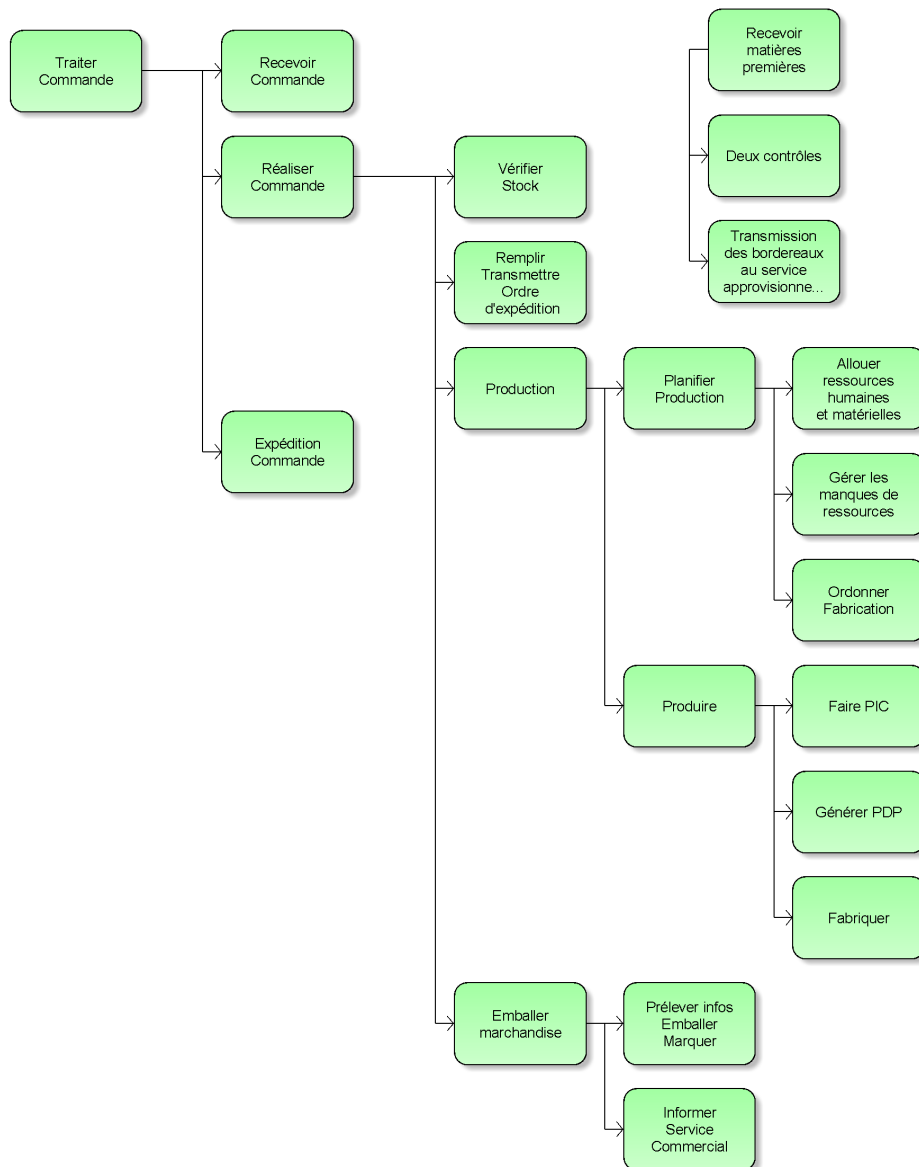 Traiter
Commande
Recevoir
Commande
Recevoir
matières
premières
Réaliser
Commande
Vérifier
Stock
Deux contrôles
Remplir
Transmettre
Ordre
d'expédition
Transmission
des bordereaux
au service
approvisionne...
Production
Planifier
Production
Allouer
ressources
humaines
et matérielles
Expédition
Commande
Gérer les
manques de
ressources
Ordonner
Fabrication
Produire
Faire PIC
Générer PDP
Fabriquer
Emballer
marchandise
Prélever infos
Emballer
Marquer
Informer
Service
Commercial